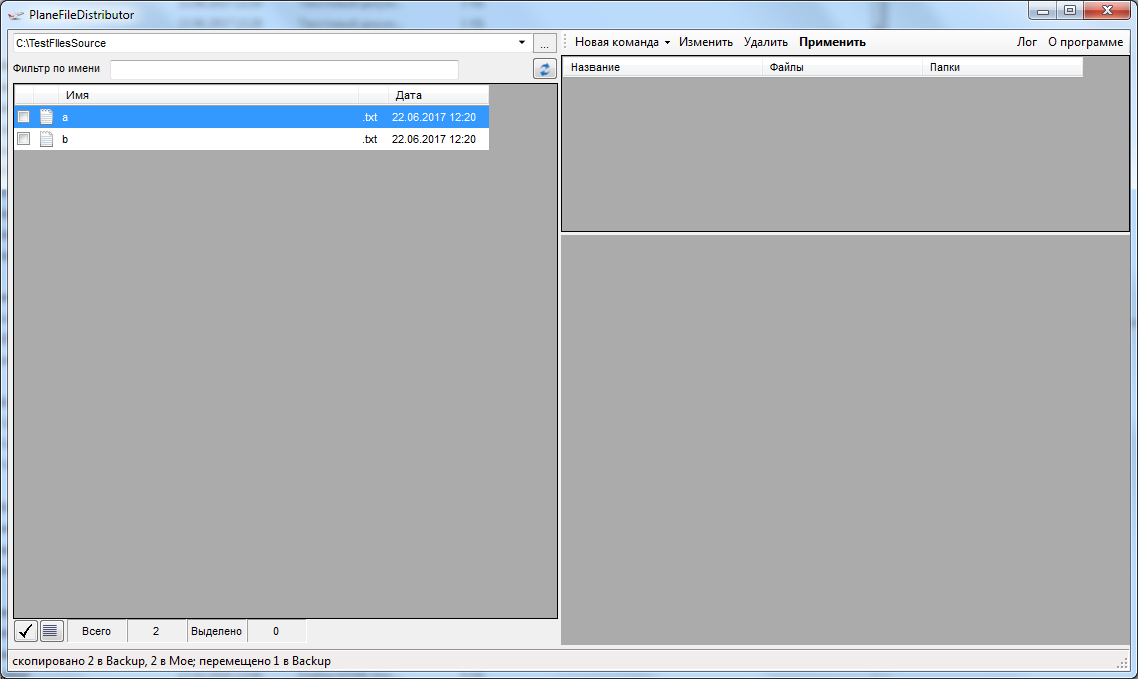 PlaneFileDistributor
C:\TestFIlesSource
...
Фильтр по имени
Имя Дата
a .txt 22.06.2017 12:20
b .txt 22.06.2017 12:20
Всего 2 Выделено 0
Новая команда Изменить Удалить Применить Лог О программе
Название Файлы Папки
скопировано 2 в Backup, 2 в Мое; перемещено 1 в Backup